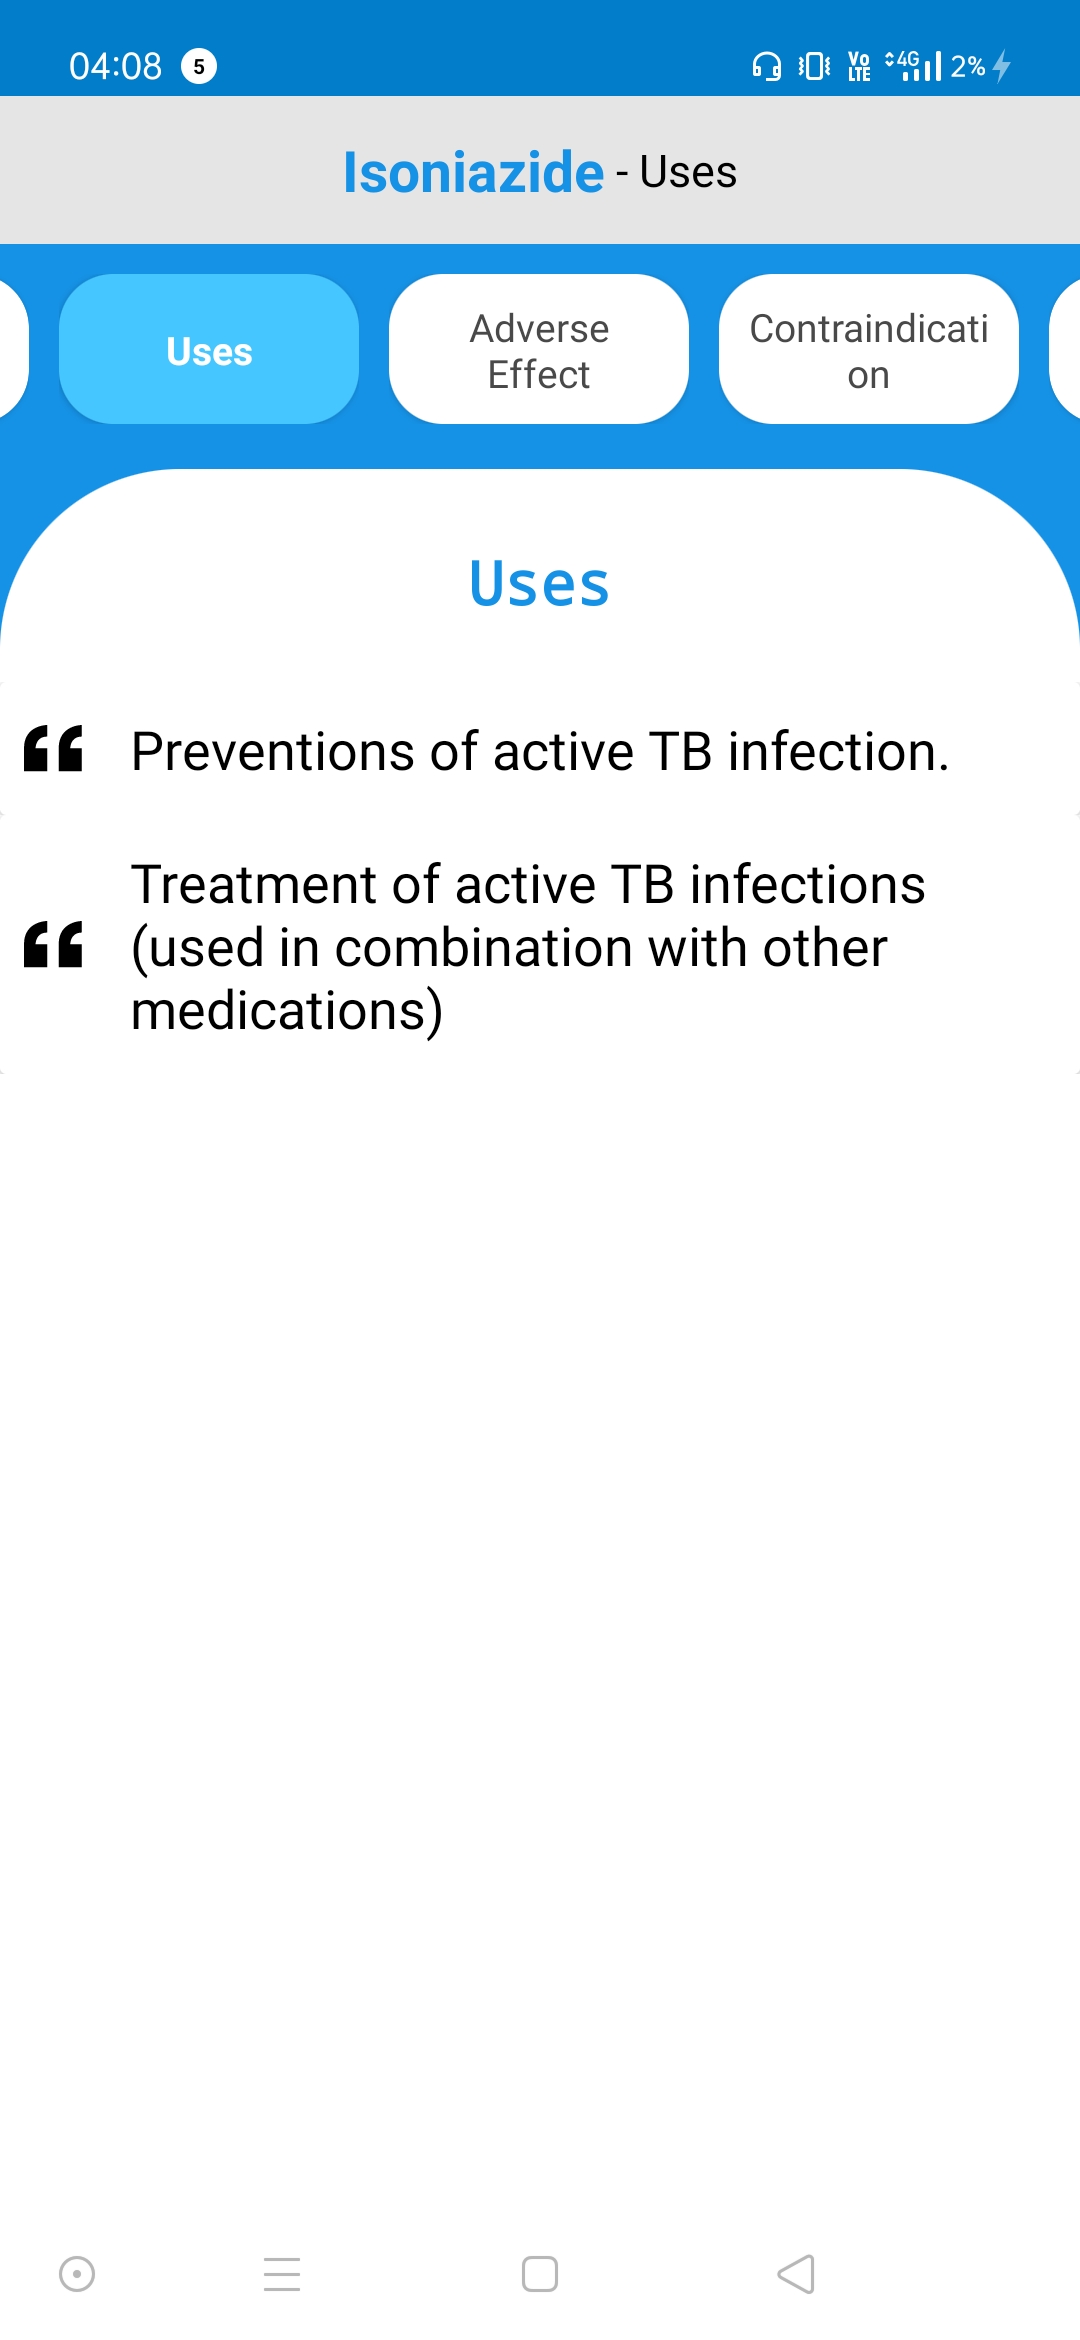 04:08 5 Vo LTE 4G 2%
Isoniazide - Uses
Uses
Adverse
Effect
Contraindicati
on
Uses
Preventions of active TB infection.
Treatment of active TB infections
(used in combination with other
medications)